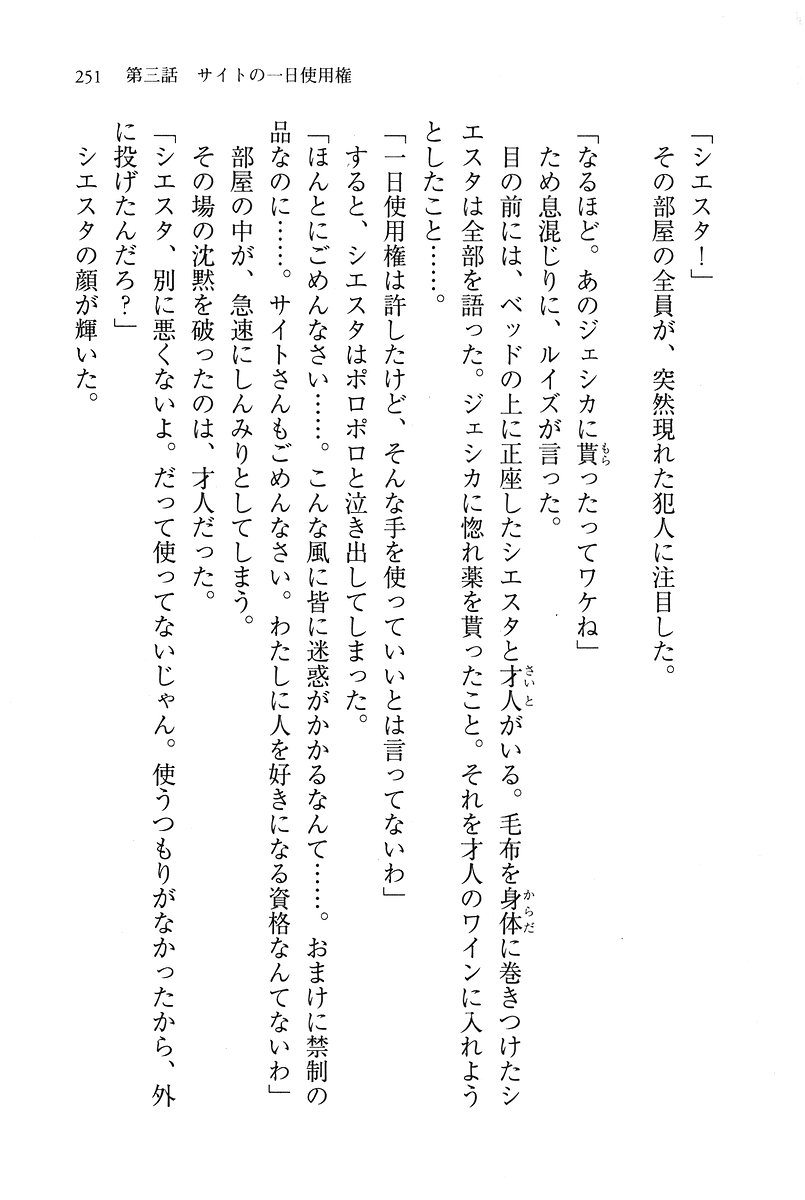 251　第三話　サイトの一日使用権
「シエスタ！」
　その部屋の全員が、突然現れた犯人に注目した。
「なるほど。あのジェシカに貰ったってワケね」
　ため息混じりに、ルイズが言った。
　目の前には、ベッドの上に正座したシエスタと才人がいる。毛布を身体に巻きつけたシ
エスタは全部を語った。ジェシカに惚れ薬を貰ったこと。それを才人のワインに入れよう
としたこと……。
「一日使用権は許したけど、そんな手を使っていいとは言ってないわ」
　すると、シエスタはポロポロと泣き出してしまった。
「ほんとにごめんなさい……。こんな風に皆に迷惑がかかるなんて……。おまけに禁制の
品なのに……。サイトさんもごめんなさい。わたしに人を好きになる資格なんてないわ」
　部屋の中が、急速にしんみりとしてしまう。
　その場の沈黙を破ったのは、才人だった。
「シエスタ、別に悪くないよ。だって使ってないじゃん。使うつもりがなかったから、外
に投げたんだろ？」
　シエスタの顔が輝いた。